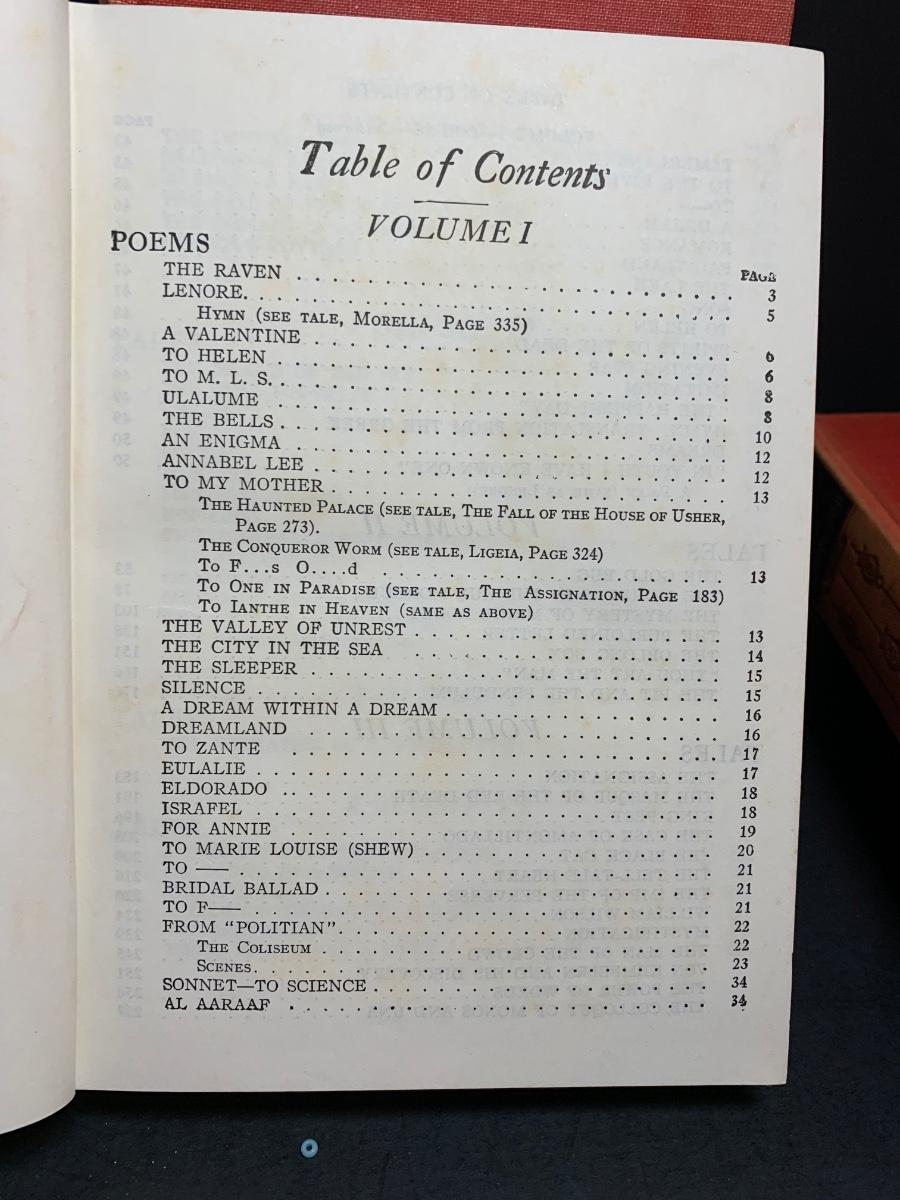 Table of Contents
VOLUME I
POEMS
PAGE
THE RAVEN . . . . . . . . . . . . . . . . . . . . . . . . 3
LENORE. . . . . . . . . . . . . . . . . . . . . . . . . . 5
HYMN (SEE TALE, MORELLA, PAGE 335)
A VALENTINE . . . . . . . . . . . . . . . . . . . . . . . 6
TO HELEN . . . . . . . . . . . . . . . . . . . . . . . . 6
TO M. L. S. . . . . . . . . . . . . . . . . . . . . . . . 8
ULALUME . . . . . . . . . . . . . . . . . . . . . . . . 8
THE BELLS . . . . . . . . . . . . . . . . . . . . . . . . 10
AN ENIGMA . . . . . . . . . . . . . . . . . . . . . . . 12
ANNABEL LEE . . . . . . . . . . . . . . . . . . . . . . 12
TO MY MOTHER . . . . . . . . . . . . . . . . . . . . . 13
THE HAUNTED PALACE (SEE TALE, THE FALL OF THE HOUSE OF USHER,
PAGE 273).
THE CONQUEROR WORM (SEE TALE, LIGEIA, PAGE 324)
TO F...s O....d . . . . . . . . . . . . . . . . . . . 13
TO ONE IN PARADISE (SEE TALE, THE ASSIGNATION, PAGE 183)
TO IANTHE IN HEAVEN (SAME AS ABOVE)
THE VALLEY OF UNREST . . . . . . . . . . . . . . . . . 13
THE CITY IN THE SEA . . . . . . . . . . . . . . . . . . 14
THE SLEEPER . . . . . . . . . . . . . . . . . . . . . . 15
SILENCE . . . . . . . . . . . . . . . . . . . . . . . . 15
A DREAM WITHIN A DREAM . . . . . . . . . . . . . . . . 16
DREAMLAND . . . . . . . . . . . . . . . . . . . . . . . 16
TO ZANTE . . . . . . . . . . . . . . . . . . . . . . . . 17
EULALIE . . . . . . . . . . . . . . . . . . . . . . . . 17
ELDORADO . . . . . . . . . . . . . . . . . . . . . . . 18
ISRAFEL . . . . . . . . . . . . . . . . . . . . . . . . 18
FOR ANNIE . . . . . . . . . . . . . . . . . . . . . . . 19
TO MARIE LOUISE (SHEW) . . . . . . . . . . . . . . . . 20
TO —— . . . . . . . . . . . . . . . . . . . . . . . . . 21
BRIDAL BALLAD . . . . . . . . . . . . . . . . . . . . . 21
TO F—— . . . . . . . . . . . . . . . . . . . . . . . . 21
FROM "POLITIAN". . . . . . . . . . . . . . . . . . . . 22
THE COLISEUM . . . . . . . . . . . . . . . . . . . . . 22
SCENES. . . . . . . . . . . . . . . . . . . . . . . . . 23
SONNET—TO SCIENCE . . . . . . . . . . . . . . . . . . . 34
AL AARAAF . . . . . . . . . . . . . . . . . . . . . . . 34